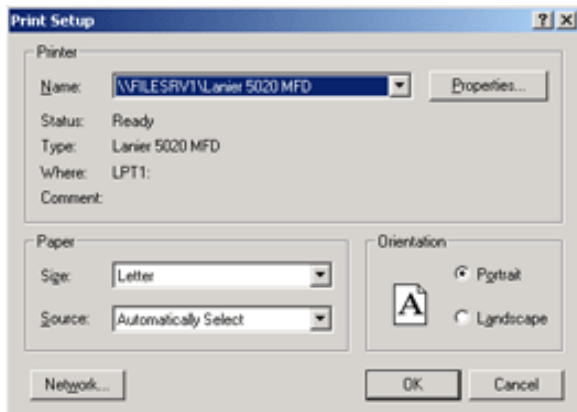 Print Setup
Printer
Name: \\FILESRV1\Lanier 5020 MFD Properties...
Status: Ready
Type: Lanier 5020 MFD
Where: LPT1:
Comment:
Paper
Size: Letter
Source: Automatically Select
Orientation
A
Portrait
Landscape
Network... OK Cancel